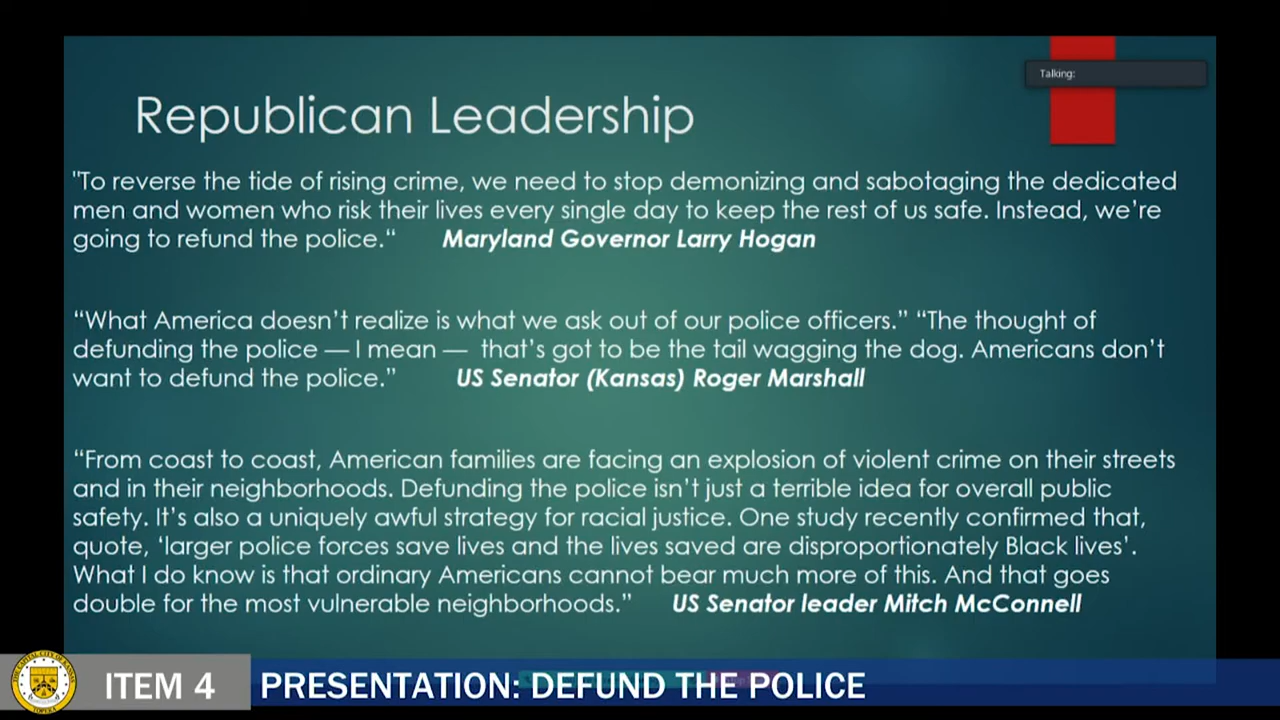 Talking:
Republican Leadership
"To reverse the tide of rising crime, we need to stop demonizing and sabotaging the dedicated
men and women who risk their lives every single day to keep the rest of us safe. Instead, we’re
going to refund the police.“ Maryland Governor Larry Hogan
“What America doesn’t realize is what we ask out of our police officers.” “The thought of
defunding the police — I mean — that’s got to be the tail wagging the dog. Americans don’t
want to defund the police.” US Senator (Kansas) Roger Marshall
“From coast to coast, American families are facing an explosion of violent crime on their streets
and in their neighborhoods. Defunding the police isn’t just a terrible idea for overall public
safety. It’s also a uniquely awful strategy for racial justice. One study recently confirmed that,
quote, ‘larger police forces save lives and the lives saved are disproportionately Black lives’.
What I do know is that ordinary Americans cannot bear much more of this. And that goes
double for the most vulnerable neighborhoods.” US Senator leader Mitch McConnell
ITEM 4 PRESENTATION: DEFUND THE POLICE
TOPEKA